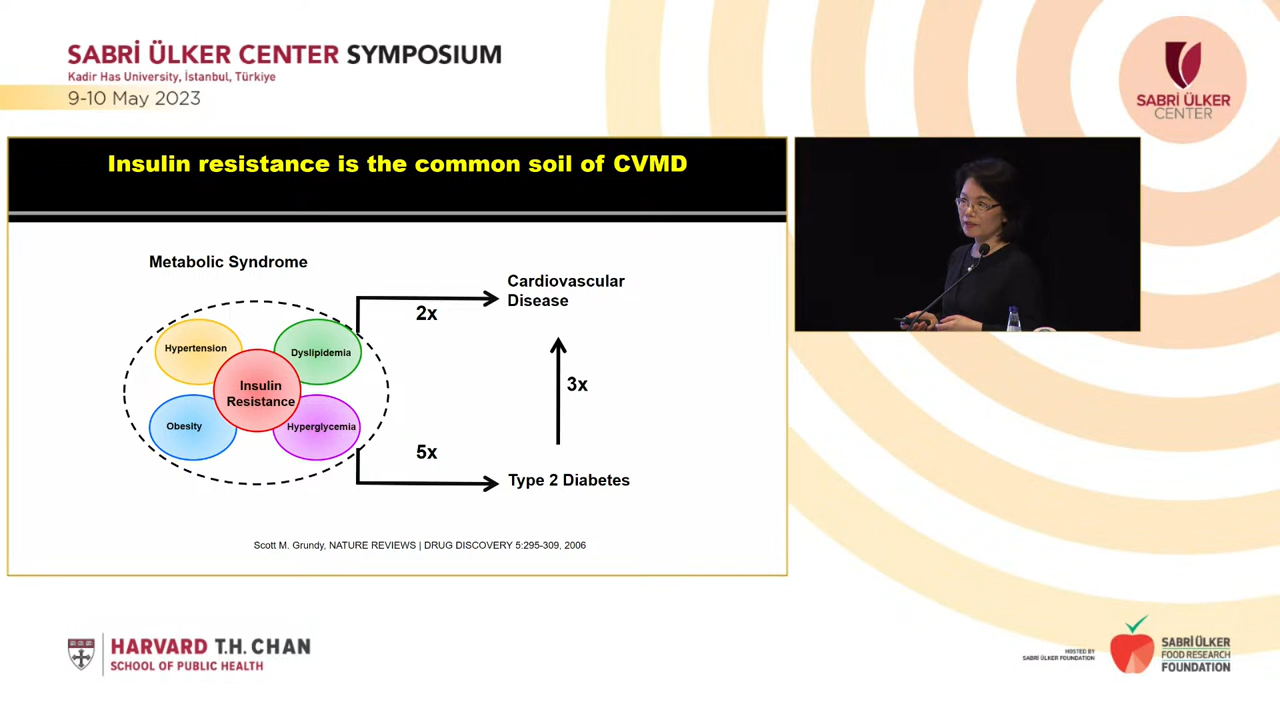 SABRİ ÜLKER CENTER SYMPOSIUM
Kadir Has University, İstanbul, Türkiye
9-10 May 2023
SABRİ ÜLKER
CENTER
Insulin resistance is the common soil of CVMD
Metabolic Syndrome
Hypertension
Dyslipidemia
Insulin
Resistance
Obesity
Hyperglycemia
2x
Cardiovascular
Disease
3x
5x
Type 2 Diabetes
Scott M. Grundy, NATURE REVIEWS | DRUG DISCOVERY 5:295-309, 2006
HARVARD T.H. CHAN
SCHOOL OF PUBLIC HEALTH
HOSTED BY
SABRİ ÜLKER FOUNDATION
SABRİ ÜLKER
FOOD RESEARCH
FOUNDATION